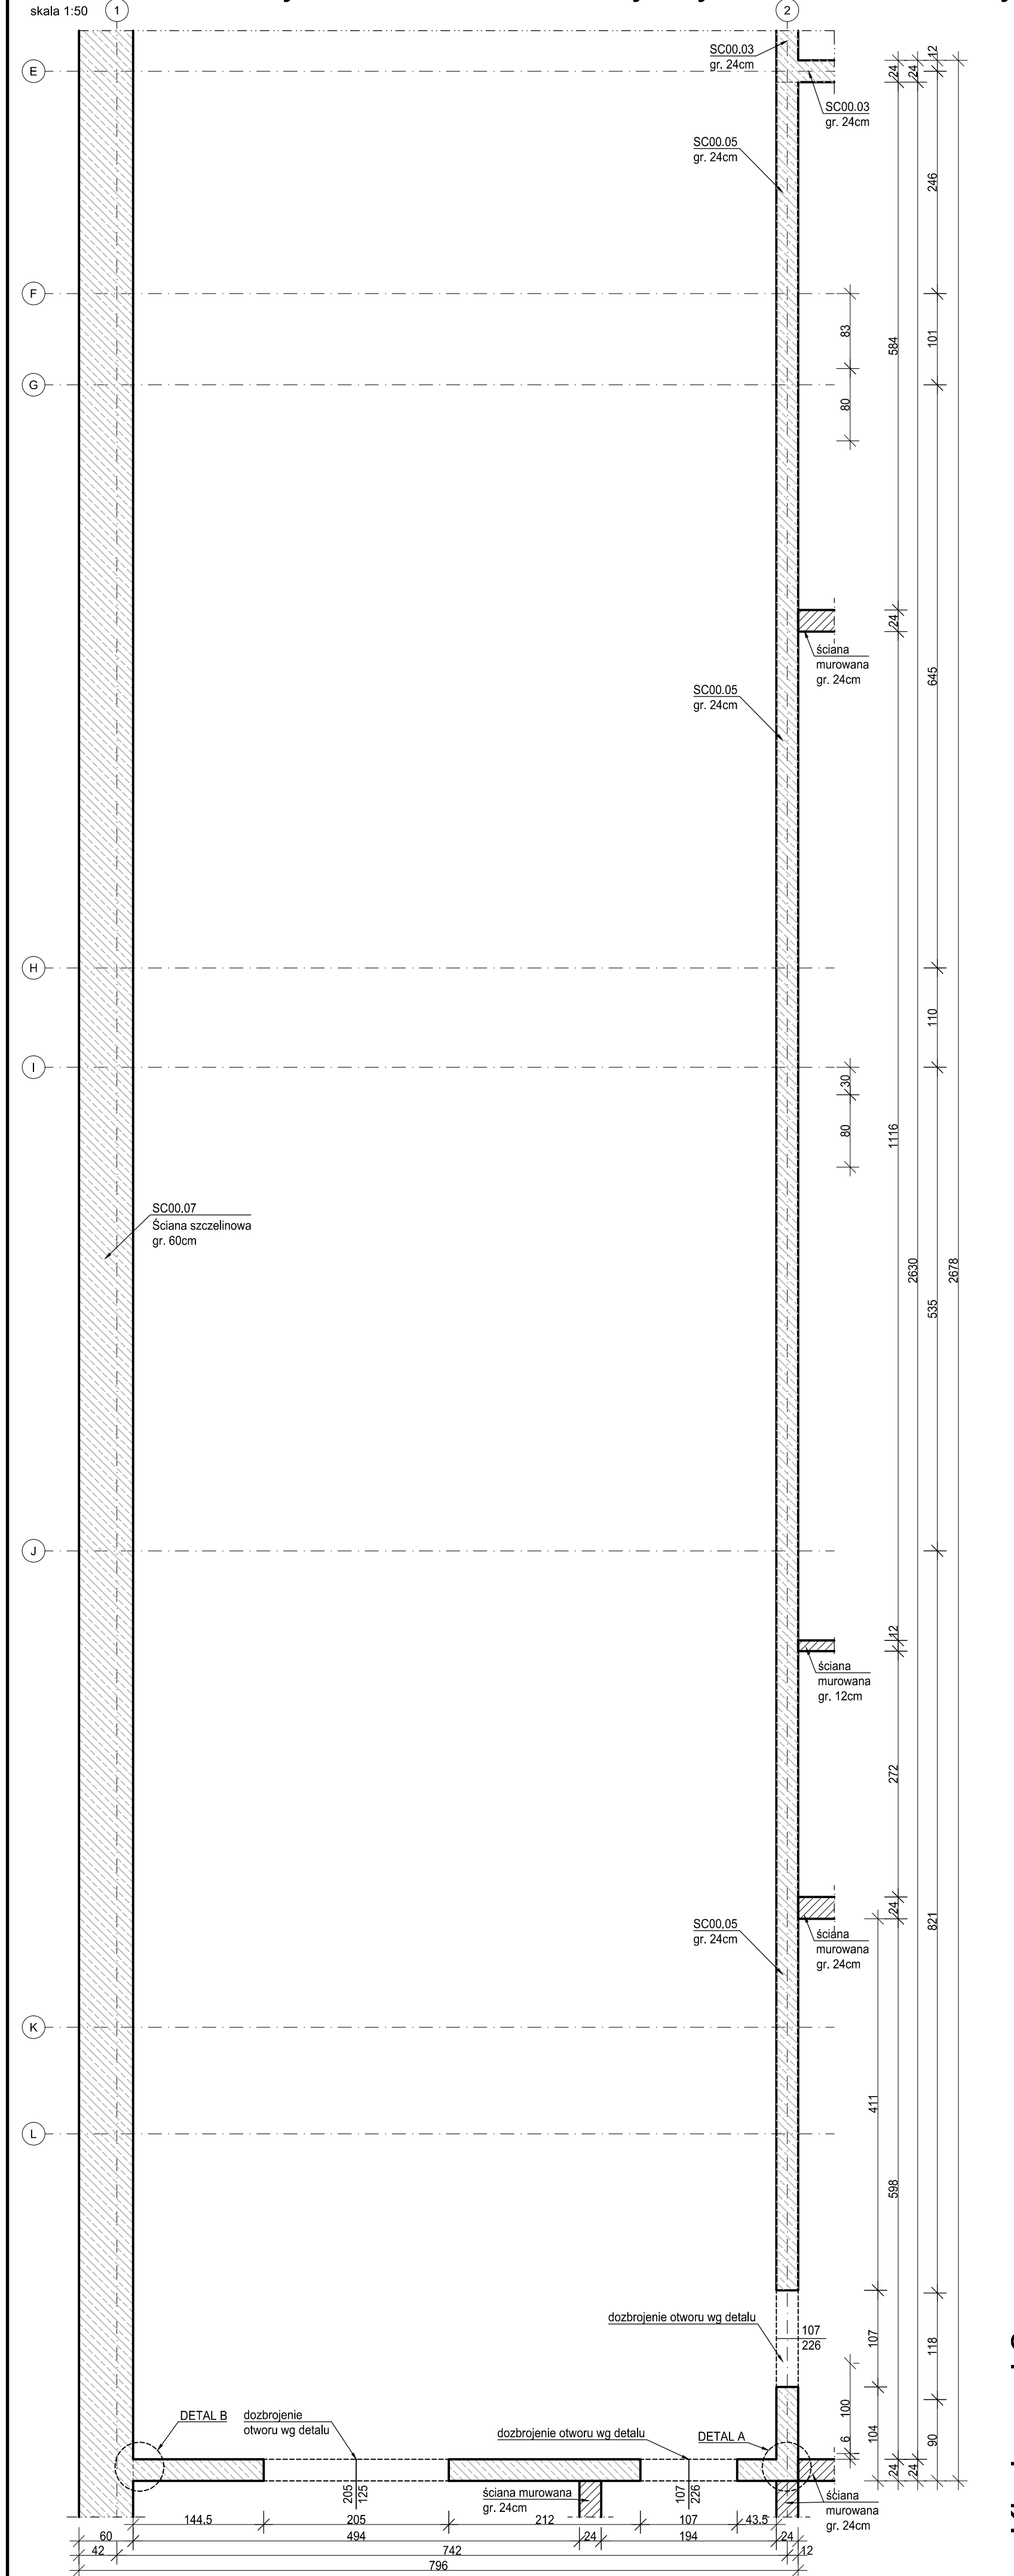 skala 1:50
1
2
E
SC00.03
gr. 24cm
SC00.03
gr. 24cm
12
24
24
SC00.05
gr. 24cm
246
F
83
584
101
G
80
24
ściana
murowana
gr. 24cm
645
SC00.05
gr. 24cm
H
110
I
30
80
1116
SC00.07
Ściana szczelinowa
gr. 60cm
2630
2678
535
J
12
ściana
murowana
gr. 12cm
272
24
SC00.05
gr. 24cm
ściana
murowana
gr. 24cm
821
K
411
L
598
dozbrojenie otworu wg detalu
107
226
107
118
100
6
104
90
DETAL B
dozbrojenie
otworu wg detalu
dozbrojenie otworu wg detalu
DETAL A
24
24
205
125
ściana murowana
gr. 24cm
107
226
ściana
murowana
gr. 24cm
144.5
205
212
107
43.5
60
494
24
194
24
42
742
12
796